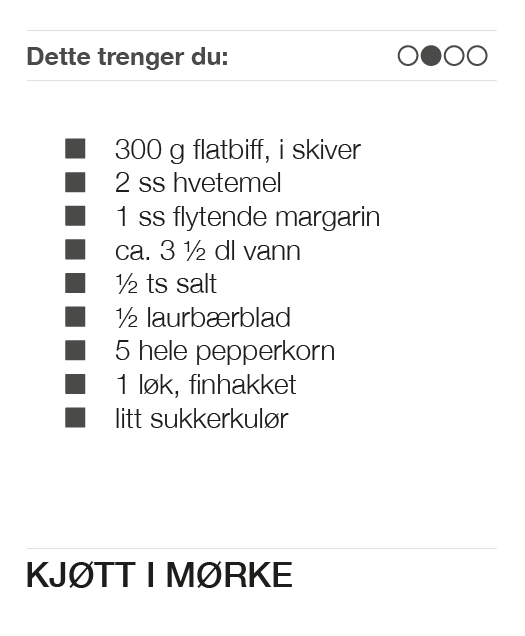 Dette trenger du:
300 g flatbiff, i skiver
2 ss hvetemel
1 ss flytende margarin
ca. 3 ½ dl vann
½ ts salt
½ laurbærblad
5 hele pepperkorn
1 løk, finhakket
litt sukkerkulør
KJØTT I MØRKE